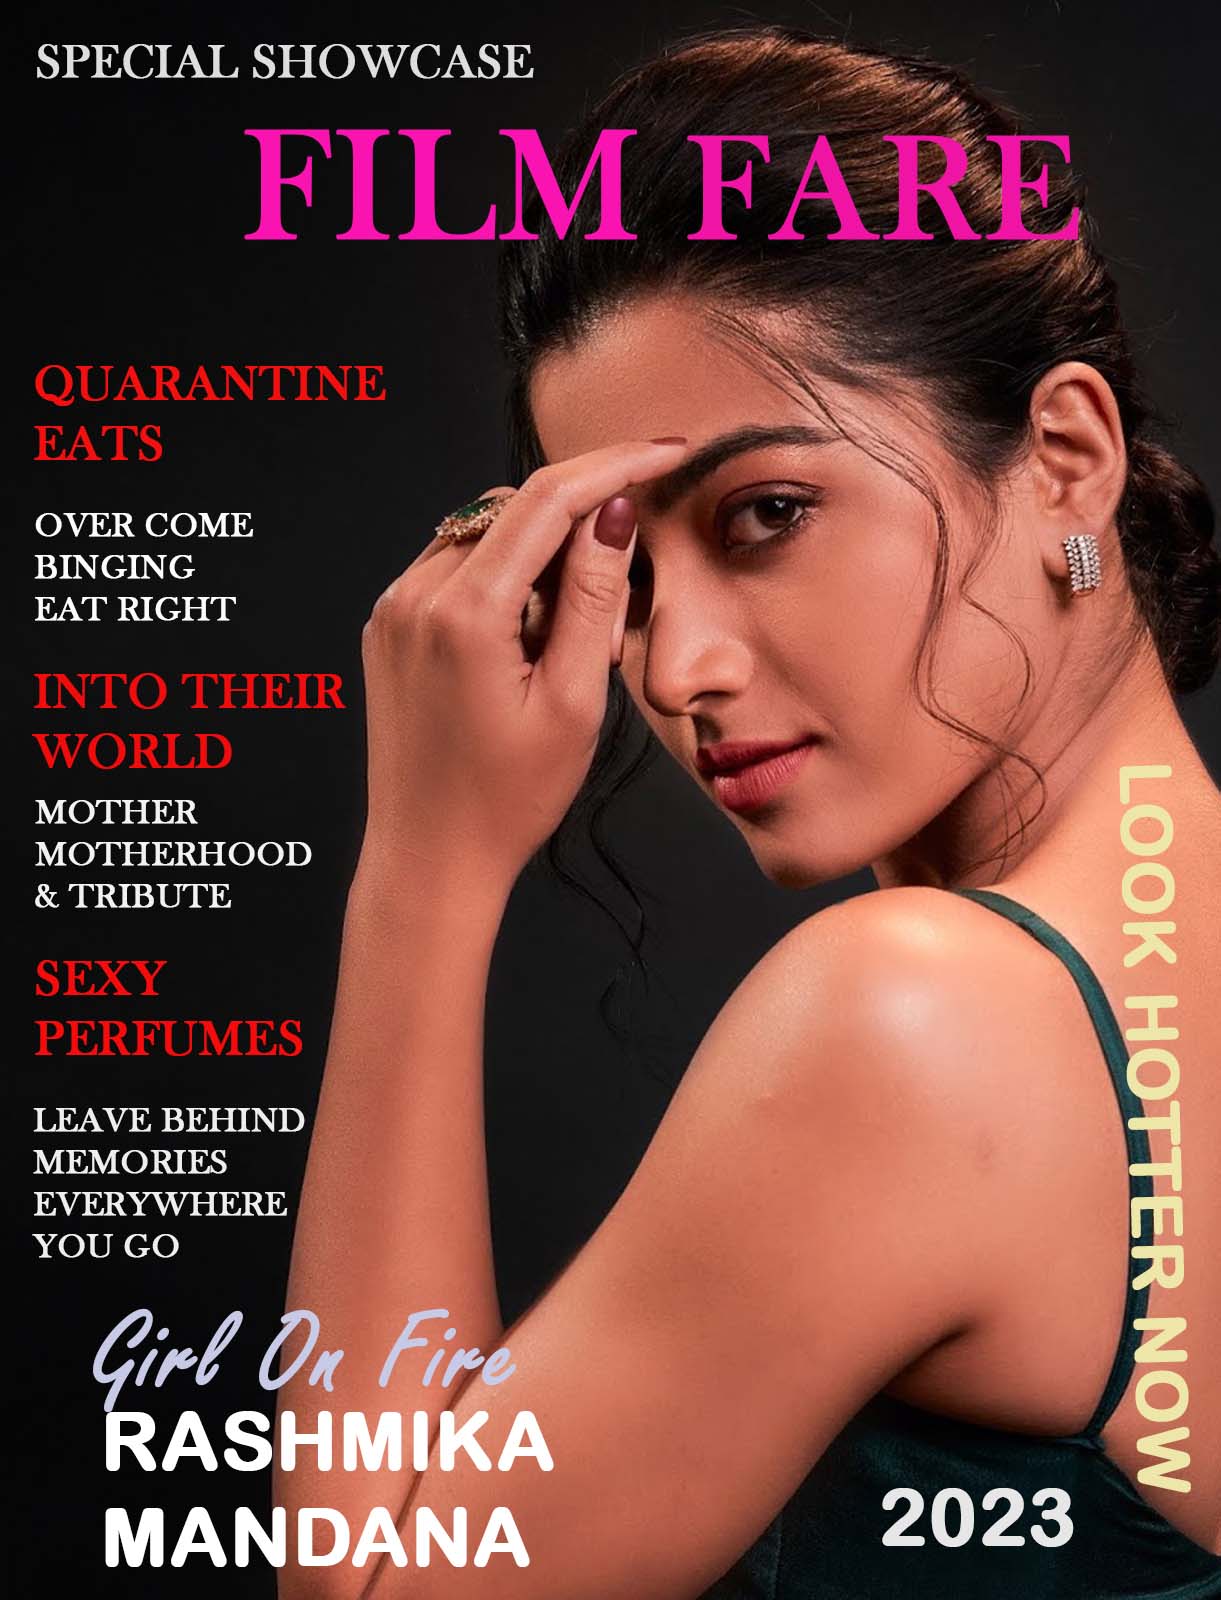 SPECIAL SHOWCASE
FILM FARE
QUARANTINE
EATS
OVER COME
BINGING
EAT RIGHT
INTO THEIR
WORLD
MOTHER
MOTHERHOOD
& TRIBUTE
SEXY
PERFUMES
LEAVE BEHIND
MEMORIES
EVERYWHERE
YOU GO
LOOK HOTTER NOW
Girl On Fire
RASHMIKA
MANDANA
2023